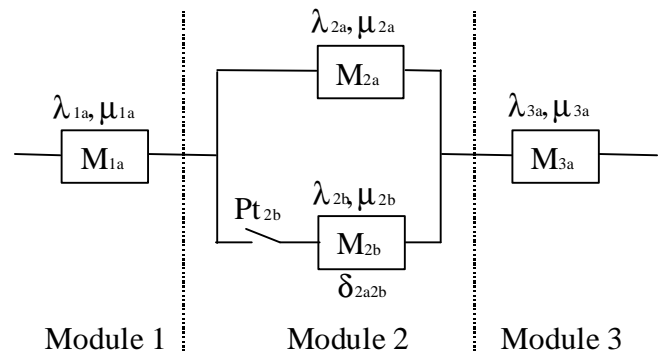 λ2a, μ2a
M2a
λ1a, μ1a
M1a
λ3a, μ3a
M3a
λ2b, μ2b
Pt2b
M2b
δ2a2b
Module 1
Module 2
Module 3